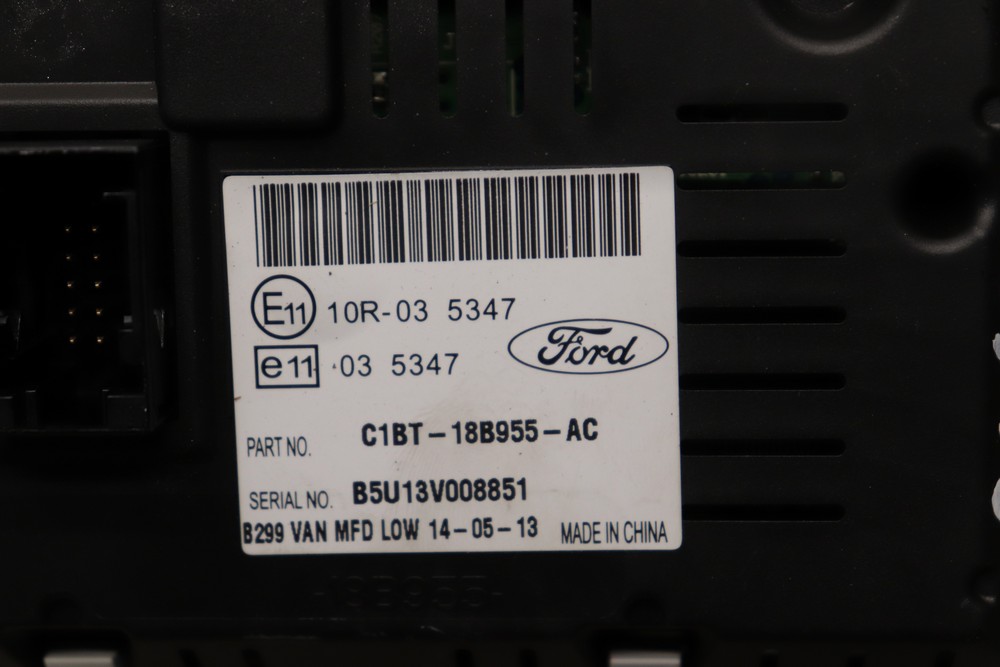 E11 10R-03 5347
e11 03 5347
Ford
PART NO. C1BT-18B955-AC
SERIAL NO. B5U13V008851
B299 VAN MFD LOW 14-05-13 MADE IN CHINA
-18B955-